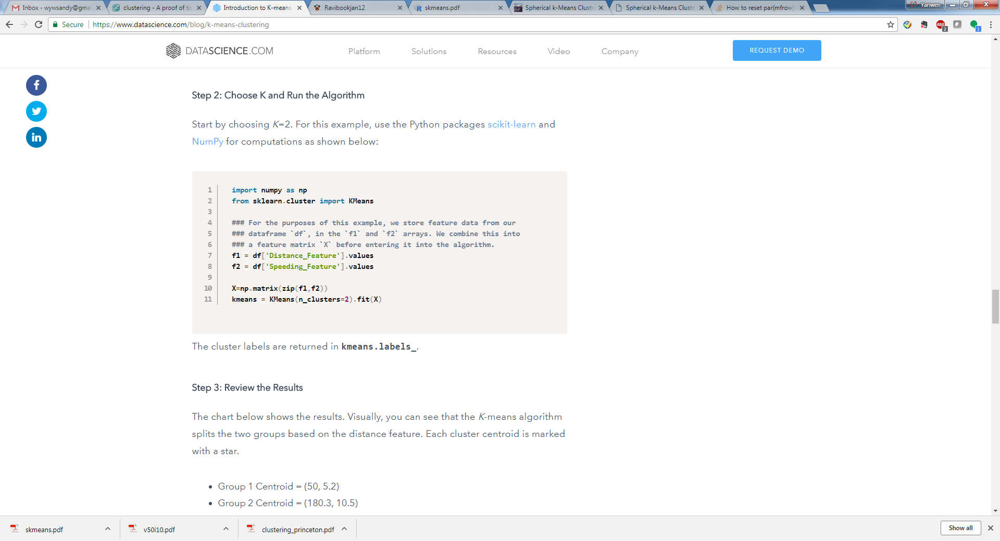 Inbox - wywsandy@gma
clustering - A proof of to
Introduction to K-means
Ravibookjan12
skmeans.pdf
Spherical k-Means Cluste
Spherical k-Means Cluste
How to reset par(mfrow)
Yanwen
Secure | https://www.datascience.com/blog/k-means-clustering
ABP
2
1
DATASCIENCE.COM
Platform
Solutions
Resources
Video
Company
REQUEST DEMO
Step 2: Choose K and Run the Algorithm
Start by choosing K=2. For this example, use the Python packages scikit-learn and
NumPy for computations as shown below:
1 import numpy as np
2 from sklearn.cluster import KMeans
3
4 ### For the purposes of this example, we store feature data from our
5 ### dataframe `df`, in the `f1` and `f2` arrays. We combine this into
6 ### a feature matrix `X` before entering it into the algorithm.
7 f1 = df['Distance_Feature'].values
8 f2 = df['Speeding_Feature'].values
9
10 X=np.matrix(zip(f1,f2))
11 kmeans = KMeans(n_clusters=2).fit(X)
The cluster labels are returned in kmeans.labels_.
Step 3: Review the Results
The chart below shows the results. Visually, you can see that the K-means algorithm
splits the two groups based on the distance feature. Each cluster centroid is marked
with a star.
• Group 1 Centroid = (50, 5.2)
• Group 2 Centroid = (180.3, 10.5)
skmeans.pdf
v50i10.pdf
clustering_princeton.pdf
Show all